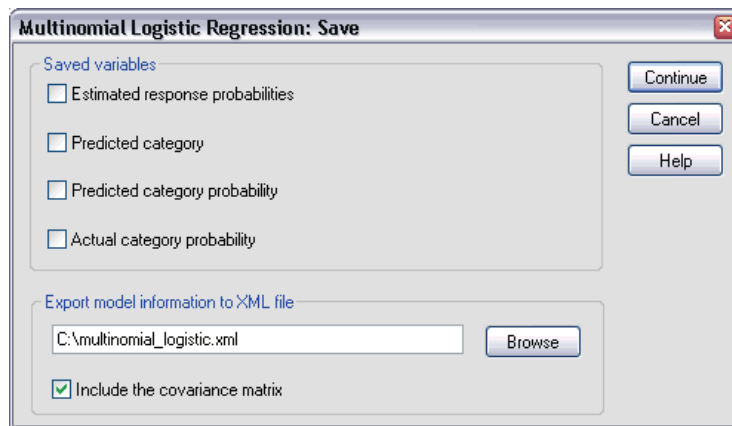 Multinomial Logistic Regression: Save
Saved variables
Estimated response probabilities
Predicted category
Predicted category probability
Actual category probability
Continue
Cancel
Help
Export model information to XML file
C:\multinomial_logistic.xml
Browse
Include the covariance matrix